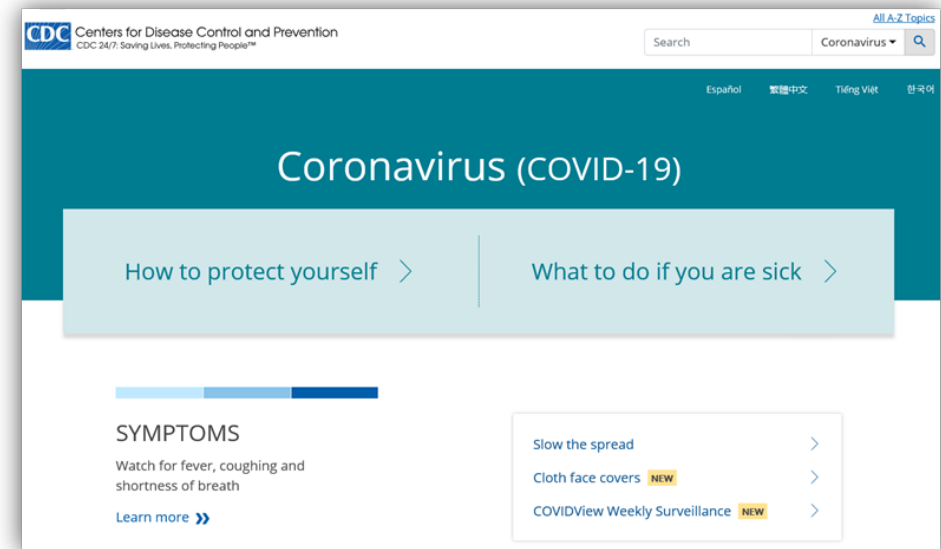 All A-Z Topics
CDC Centers for Disease Control and Prevention
CDC 24/7: Saving Lives, Protecting People™
Search
Coronavirus
Español 繁體中文 Tiếng Việt 한국어
Coronavirus (COVID-19)
How to protect yourself
What to do if you are sick
SYMPTOMS
Watch for fever, coughing and
shortness of breath
Learn more
Slow the spread
Cloth face covers NEW
COVIDView Weekly Surveillance NEW